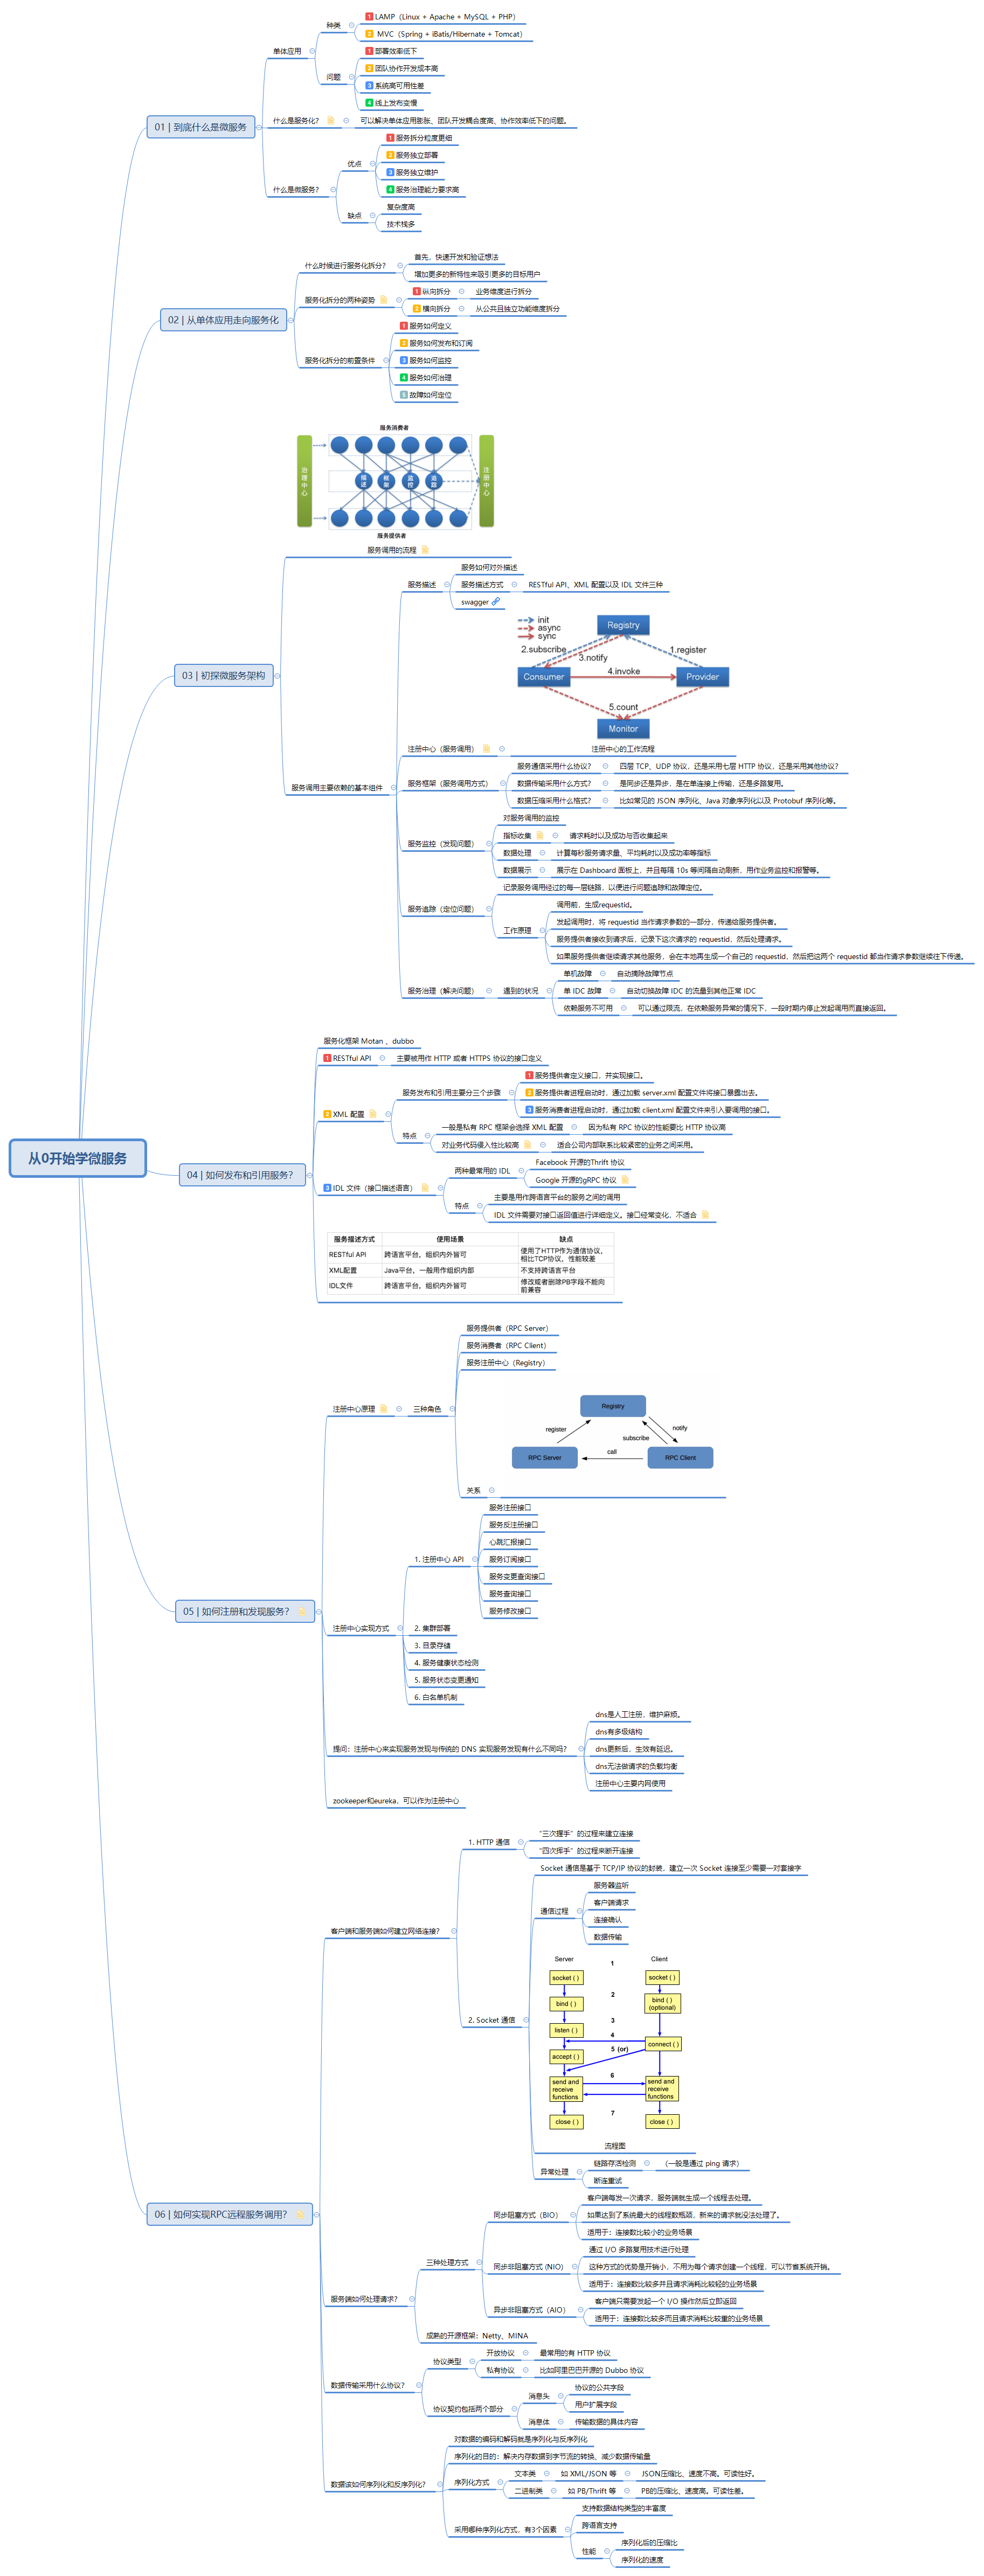 从0开始学微服务
01 | 到底什么是微服务
单体应用
种类
1 LAMP（Linux + Apache + MySQL + PHP）
2 MVC（Spring + iBatis/Hibernate + Tomcat）
问题
1 部署效率低下
2 团队协作开发成本高
3 系统高可用性差
4 线上发布变慢
什么是服务化？
可以解决单体应用膨胀、团队开发耦合度高、协作效率低下的问题。
什么是微服务？
优点
1 服务拆分粒度更细
2 服务独立部署
3 服务独立维护
4 服务治理能力要求高
缺点
复杂度高
技术栈多
02 | 从单体应用走向服务化
什么时候进行服务化拆分？
首先，快速开发和验证想法
增加更多的新特性来吸引更多的目标用户
服务化拆分的两种姿势
1 纵向拆分
业务维度进行拆分
2 横向拆分
从公共且独立功能维度拆分
服务化拆分的前置条件
1 服务如何定义
2 服务如何发布和订阅
3 服务如何监控
4 服务如何治理
5 故障如何定位
03 | 初探微服务架构
服务消费者
治理中心
描述
框架
监控
追踪
注册中心
服务提供者
服务调用的流程
服务调用主要依赖的基本组件
服务描述
服务如何对外描述
服务描述方式
RESTful API、XML 配置以及 IDL 文件三种
swagger
init
async
sync
Registry
2.subscribe
3.notify
1.register
Consumer
4.invoke
Provider
5.count
Monitor
注册中心（服务调用）
注册中心的工作流程
服务框架（服务调用方式）
服务通信采用什么协议？
四层 TCP、UDP 协议，还是采用七层 HTTP 协议，还是采用其他协议？
数据传输采用什么方式？
是同步还是异步，是在单连接上传输，还是多路复用。
数据压缩采用什么格式？
比如常见的 JSON 序列化、Java 对象序列化以及 Protobuf 序列化等。
服务监控（发现问题）
对服务调用的监控
指标收集
请求耗时以及成功与否收集起来
数据处理
计算每秒服务请求量、平均耗时以及成功率等指标
数据展示
展示在 Dashboard 面板上，并且每隔 10s 等间隔自动刷新，用作业务监控和报警等。
服务追踪（定位问题）
记录服务调用经过的每一层链路，以便进行问题追踪和故障定位。
工作原理
调用前，生成requestid。
发起调用时，将 requestid 当作请求参数的一部分，传递给服务提供者。
服务提供者接收到请求后，记录下这次请求的 requestid，然后处理请求。
如果服务提供者继续请求其他服务，会在本地再生成一个自己的 requestid，然后把这两个 requestid 都当作请求参数继续往下传递。
服务治理（解决问题）
遇到的状况
单机故障
自动摘除故障节点
单 IDC 故障
自动切换故障 IDC 的流量到其他正常 IDC
依赖服务不可用
可以通过限流，在依赖服务异常的情况下，一段时期内停止发起调用而直接返回。
04 | 如何发布和引用服务？
服务化框架 Motan 、dubbo
1 RESTful API
主要被用作 HTTP 或者 HTTPS 协议的接口定义
2 XML 配置
服务发布和引用主要分三个步骤
1 服务提供者定义接口，并实现接口。
2 服务提供者进程启动时，通过加载 server.xml 配置文件将接口暴露出去。
3 服务消费者进程启动时，通过加载 client.xml 配置文件来引入要调用的接口。
特点
一般是私有 RPC 框架会选择 XML 配置
因为私有 RPC 协议的性能要比 HTTP 协议高
对业务代码侵入性比较高
适合公司内部联系比较紧密的业务之间采用。
3 IDL 文件（接口描述语言）
两种最常用的 IDL
Facebook 开源的Thrift 协议
Google 开源的gRPC 协议
特点
主要是用作跨语言平台的服务之间的调用
IDL 文件需要对接口返回值进行详细定义。接口经常变化，不适合
服务描述方式 使用场景 缺点
RESTful API 跨语言平台，组织内外皆可 使用了HTTP作为通信协议，相比TCP协议，性能较差
XML配置 Java平台，一般用作组织内部 不支持跨语言平台
IDL文件 跨语言平台，组织内外皆可 修改或者删除PB字段不能向前兼容
05 | 如何注册和发现服务？
注册中心原理
三种角色
服务提供者（RPC Server）
服务消费者（RPC Client）
服务注册中心（Registry）
关系
Registry
register
subscribe
notify
RPC Server
call
RPC Client
注册中心实现方式
1. 注册中心 API
服务注册接口
服务反注册接口
心跳汇报接口
服务订阅接口
服务变更查询接口
服务查询接口
服务修改接口
2. 集群部署
3. 目录存储
4. 服务健康状态检测
5. 服务状态变更通知
6. 白名单机制
提问：注册中心来实现服务发现与传统的 DNS 实现服务发现有什么不同吗？
dns是人工注册，维护麻烦。
dns有多级结构
dns更新后，生效有延迟。
dns无法做请求的负载均衡
注册中心主要内网使用
zookeeper和eureka，可以作为注册中心
06 | 如何实现RPC远程服务调用？
客户端和服务端如何建立网络连接？
1. HTTP 通信
“三次握手”的过程来建立连接
“四次挥手”的过程来断开连接
2. Socket 通信
Socket 通信是基于 TCP/IP 协议的封装，建立一次 Socket 连接至少需要一对套接字
通信过程
服务器监听
客户端请求
连接确认
数据传输
Server
Client
1
socket ( )
socket ( )
2
bind ( )
bind ( )
(optional)
3
listen ( )
4
connect ( )
5 (or)
accept ( )
6
send and
receive
functions
send and
receive
functions
7
close ( )
close ( )
流程图
异常处理
链路存活检测
（一般是通过 ping 请求）
断连重试
服务端如何处理请求？
三种处理方式
同步阻塞方式（BIO）
客户端每发一次请求，服务端就生成一个线程去处理。
如果达到了系统最大的线程数瓶颈，新来的请求就没法处理了。
适用于：连接数比较小的业务场景
同步非阻塞方式 (NIO)
通过 I/O 多路复用技术进行处理
这种方式的优势是开销小，不用为每个请求创建一个线程，可以节省系统开销。
适用于：连接数比较多并且请求消耗比较轻的业务场景
异步非阻塞方式（AIO）
客户端只需要发起一个 I/O 操作然后立即返回
适用于：连接数比较多而且请求消耗比较重的业务场景
成熟的开源框架：Netty、MINA
数据传输采用什么协议？
协议类型
开放协议
最常用的有 HTTP 协议
私有协议
比如阿里巴巴开源的 Dubbo 协议
协议契约包括两个部分
消息头
协议的公共字段
用户扩展字段
消息体
传输数据的具体内容
数据该如何序列化和反序列化？
对数据的编码和解码就是序列化与反序列化
序列化的目的：解决内存数据到字节流的转换、减少数据传输量
序列化方式
文本类
如 XML/JSON 等
JSON压缩比、速度不高。可读性好。
二进制类
如 PB/Thrift 等
PB的压缩比、速度高。可读性差。
采用哪种序列化方式，有3个因素
支持数据结构类型的丰富度
跨语言支持
性能
序列化后的压缩比
序列化的速度